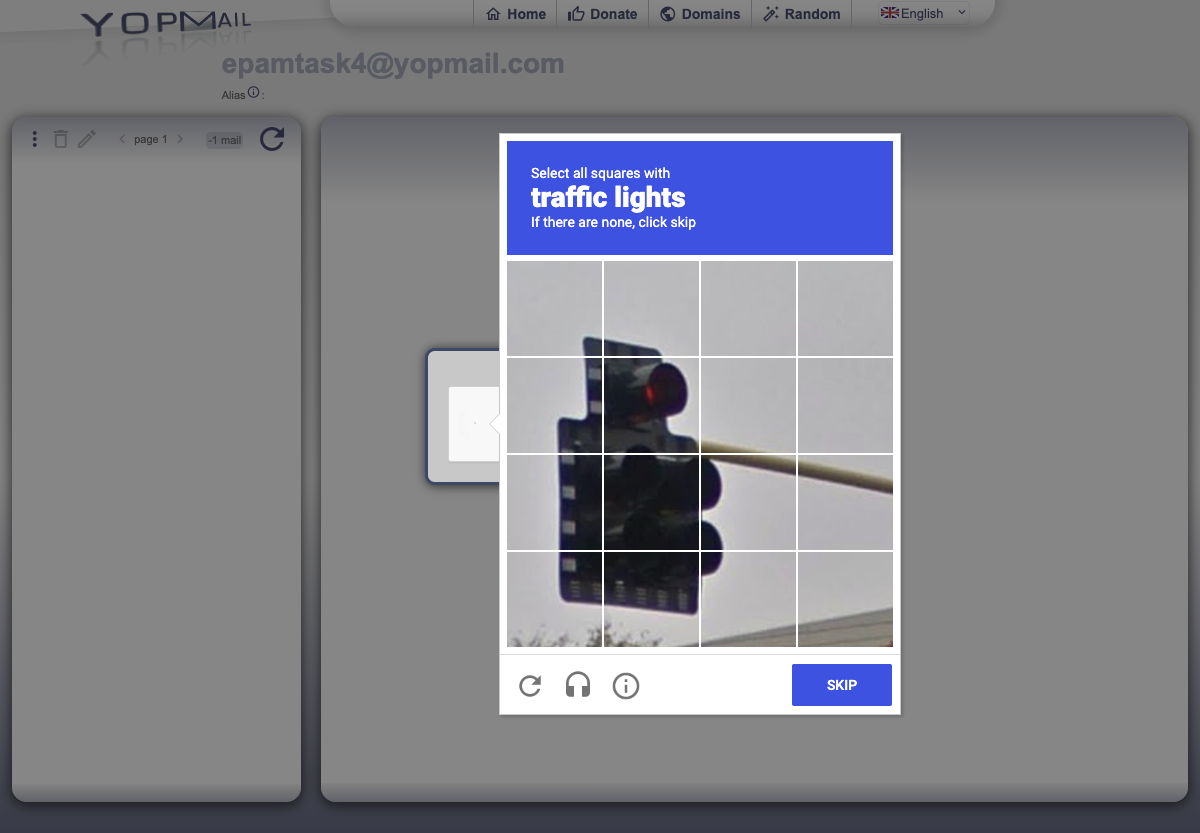 YOPMAIL
Home
Donate
Domains
Random
English
epamtask4@yopmail.com
Alias :
page 1
-1 mail
Select all squares with
traffic lights
If there are none, click skip
SKIP